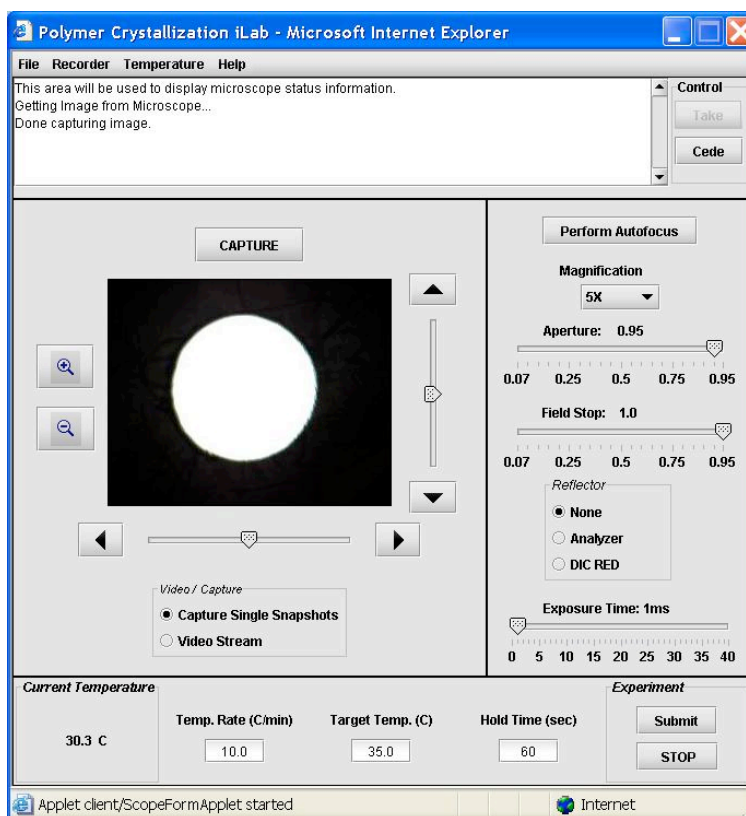 Polymer Crystallization iLab - Microsoft Internet Explorer
File Recorder Temperature Help
This area will be used to display microscope status information.
Getting Image from Microscope...
Done capturing image.
Control
Take
Cede
CAPTURE
Video / Capture
Capture Single Snapshots
Video Stream
Perform Autofocus
Magnification
5X
Aperture: 0.95
0.07 0.25 0.5 0.75 0.95
Field Stop: 1.0
0.07 0.25 0.5 0.75 0.95
Reflector
None
Analyzer
DIC RED
Exposure Time: 1ms
0 5 10 15 20 25 30 35 40
Current Temperature
30.3 C
Temp. Rate (C/min) Target Temp. (C) Hold Time (sec)
10.0 35.0 60
Experiment
Submit
STOP
Applet client/ScopeFormApplet started Internet